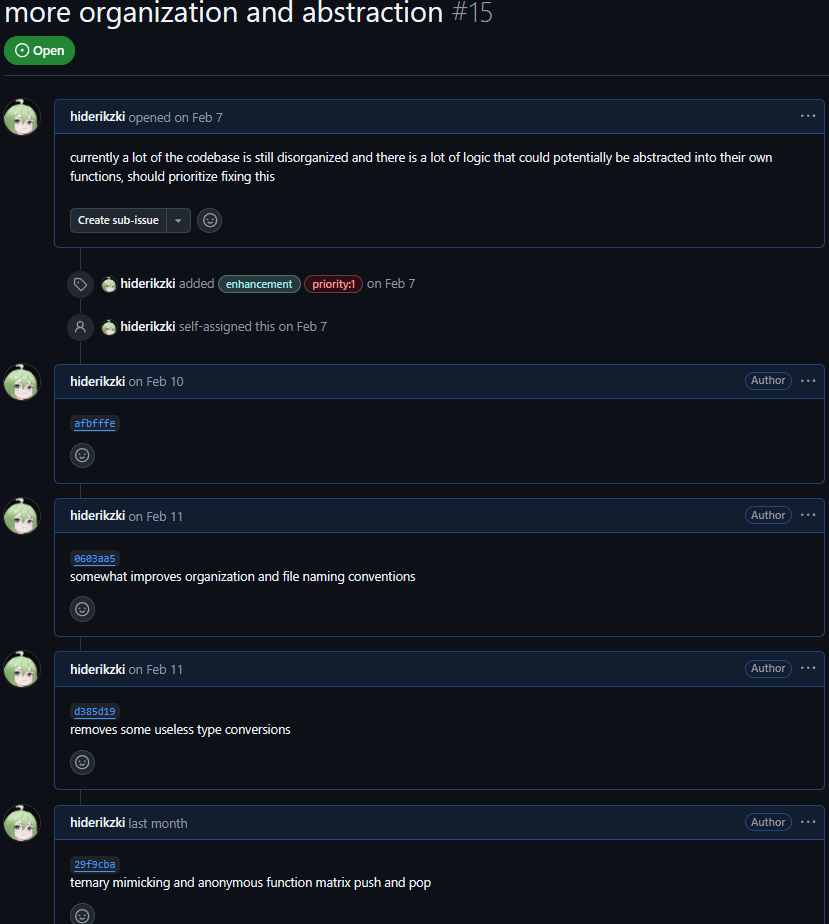 more organization and abstraction #15
Open
hiderikzki opened on Feb 7
currently a lot of the codebase is still disorganized and there is a lot of logic that could potentially be abstracted into their own
functions, should prioritize fixing this
Create sub-issue
hiderikzki added enhancement priority:1 on Feb 7
hiderikzki self-assigned this on Feb 7
hiderikzki on Feb 10 Author
afbfffe
hiderikzki on Feb 11 Author
0603aa5
somewhat improves organization and file naming conventions
hiderikzki on Feb 11 Author
d385d19
removes some useless type conversions
hiderikzki last month Author
29f9cba
ternary mimicking and anonymous function matrix push and pop